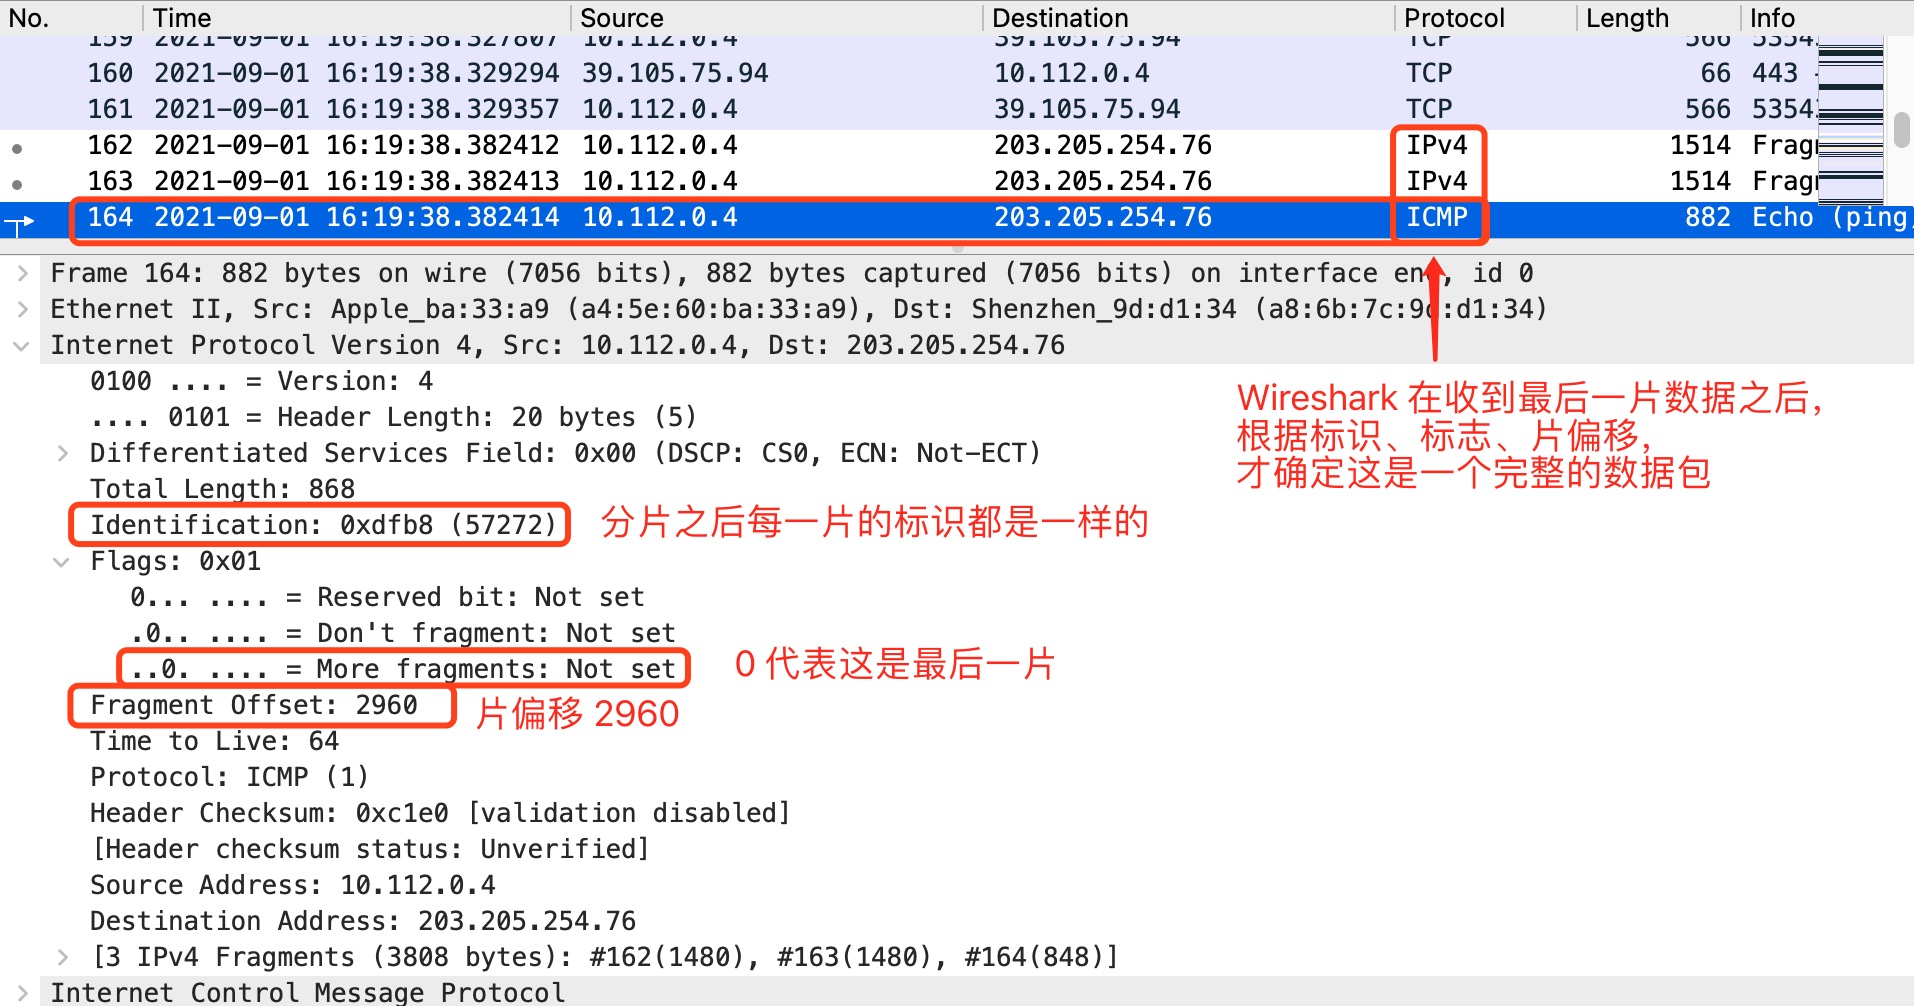 No. Time Source Destination Protocol Length Info
159 2021-09-01 16:19:38.327807 10.112.0.4 39.105.75.94 TCP 566 5354
160 2021-09-01 16:19:38.329294 39.105.75.94 10.112.0.4 TCP 66 443
161 2021-09-01 16:19:38.329357 10.112.0.4 39.105.75.94 TCP 566 5354
162 2021-09-01 16:19:38.382412 10.112.0.4 203.205.254.76 IPv4 1514 Frag
163 2021-09-01 16:19:38.382413 10.112.0.4 203.205.254.76 IPv4 1514 Frag
164 2021-09-01 16:19:38.382414 10.112.0.4 203.205.254.76 ICMP 882 Echo (ping)
Frame 164: 882 bytes on wire (7056 bits), 882 bytes captured (7056 bits) on interface en, id 0
Ethernet II, Src: Apple_ba:33:a9 (a4:5e:60:ba:33:a9), Dst: Shenzhen_9d:d1:34 (a8:6b:7c:9d:d1:34)
Internet Protocol Version 4, Src: 10.112.0.4, Dst: 203.205.254.76
0100 .... = Version: 4
.... 0101 = Header Length: 20 bytes (5)
Wireshark 在收到最后一片数据之后，
根据标识、标志、片偏移，
才确定这是一个完整的数据包
Differentiated Services Field: 0x00 (DSCP: CS0, ECN: Not-ECT)
Total Length: 868
Identification: 0xdfb8 (57272)
分片之后每一片的标识都是一样的
Flags: 0x01
0... .... = Reserved bit: Not set
.0.. .... = Don't fragment: Not set
..0. .... = More fragments: Not set
0 代表这是最后一片
Fragment Offset: 2960
片偏移 2960
Time to Live: 64
Protocol: ICMP (1)
Header Checksum: 0xc1e0 [validation disabled]
[Header checksum status: Unverified]
Source Address: 10.112.0.4
Destination Address: 203.205.254.76
[3 IPv4 Fragments (3808 bytes): #162(1480), #163(1480), #164(848)]
Internet Control Message Protocol